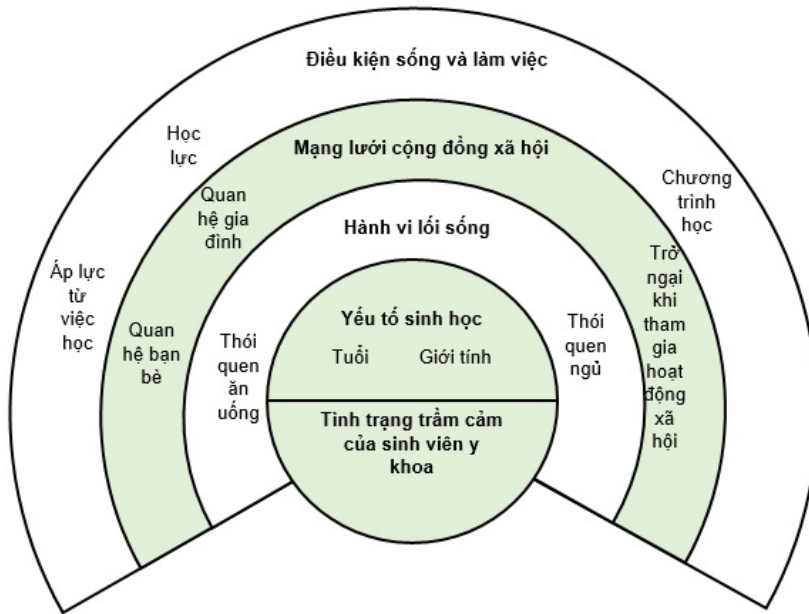 Điều kiện sống và làm việc
Học
lực
Mạng lưới cộng đồng xã hội
Chương
trình
học
Quan
hệ gia
đình
Hành vi lối sống
Áp lực
từ
việc
học
Trở
ngại
khi
tham
gia
hoạt
động
xã
hội
Quan
hệ bạn
bè
Thói
quen
ăn
uống
Yếu tố sinh học
Tuổi
Giới tính
Thói
quen
ngủ
Tình trạng trầm cảm
của sinh viên y
khoa